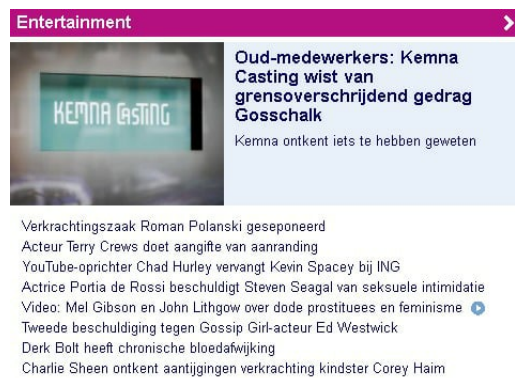 Entertainment
KEMNA CASTING
Oud-medewerkers: Kemna
Casting wist van
grensoverschrijdend gedrag
Gosschalk
Kemna ontkent iets te hebben geweten
Verkrachtingszaak Roman Polanski geseponeerd
Acteur Terry Crews doet aangifte van aanranding
YouTube-oprichter Chad Hurley vervangt Kevin Spacey bij ING
Actrice Portia de Rossi beschuldigt Steven Seagal van seksuele intimidatie
Video: Mel Gibson en John Lithgow over dode prostituees en feminisme
Tweede beschuldiging tegen Gossip Girl-acteur Ed Westwick
Derk Bolt heeft chronische bloedafwijking
Charlie Sheen ontkent aantijgingen verkrachting kindster Corey Haim